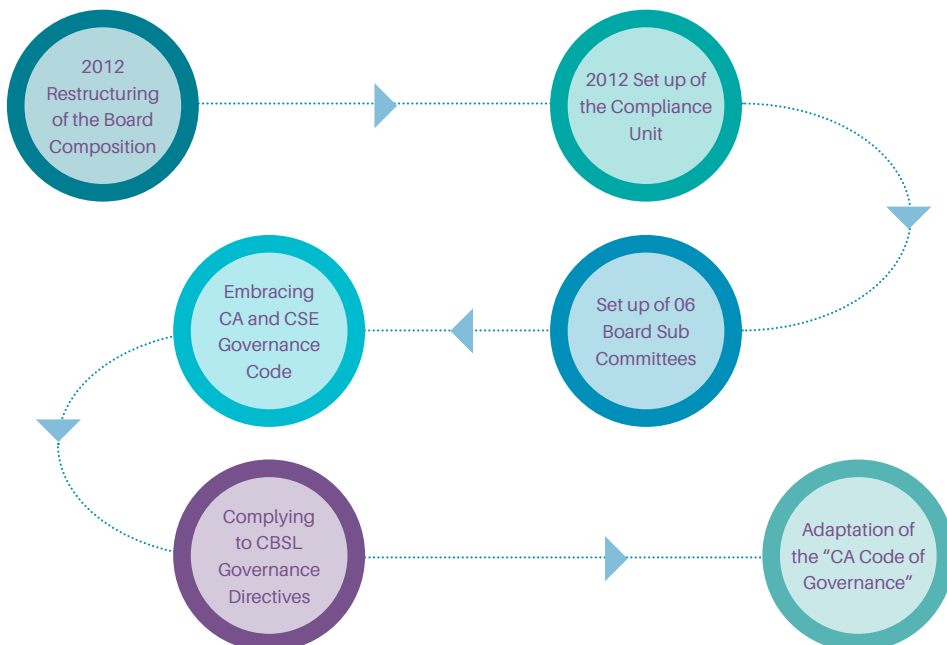 2012
Restructuring
of the Board
Composition
2012 Set up of
the Compliance
Unit
Set up of 06
Board Sub
Committees
Embracing
CA and CSE
Governance
Code
Complying
to CBSL
Governance
Directives
Adaptation of
the “CA Code of
Governance”